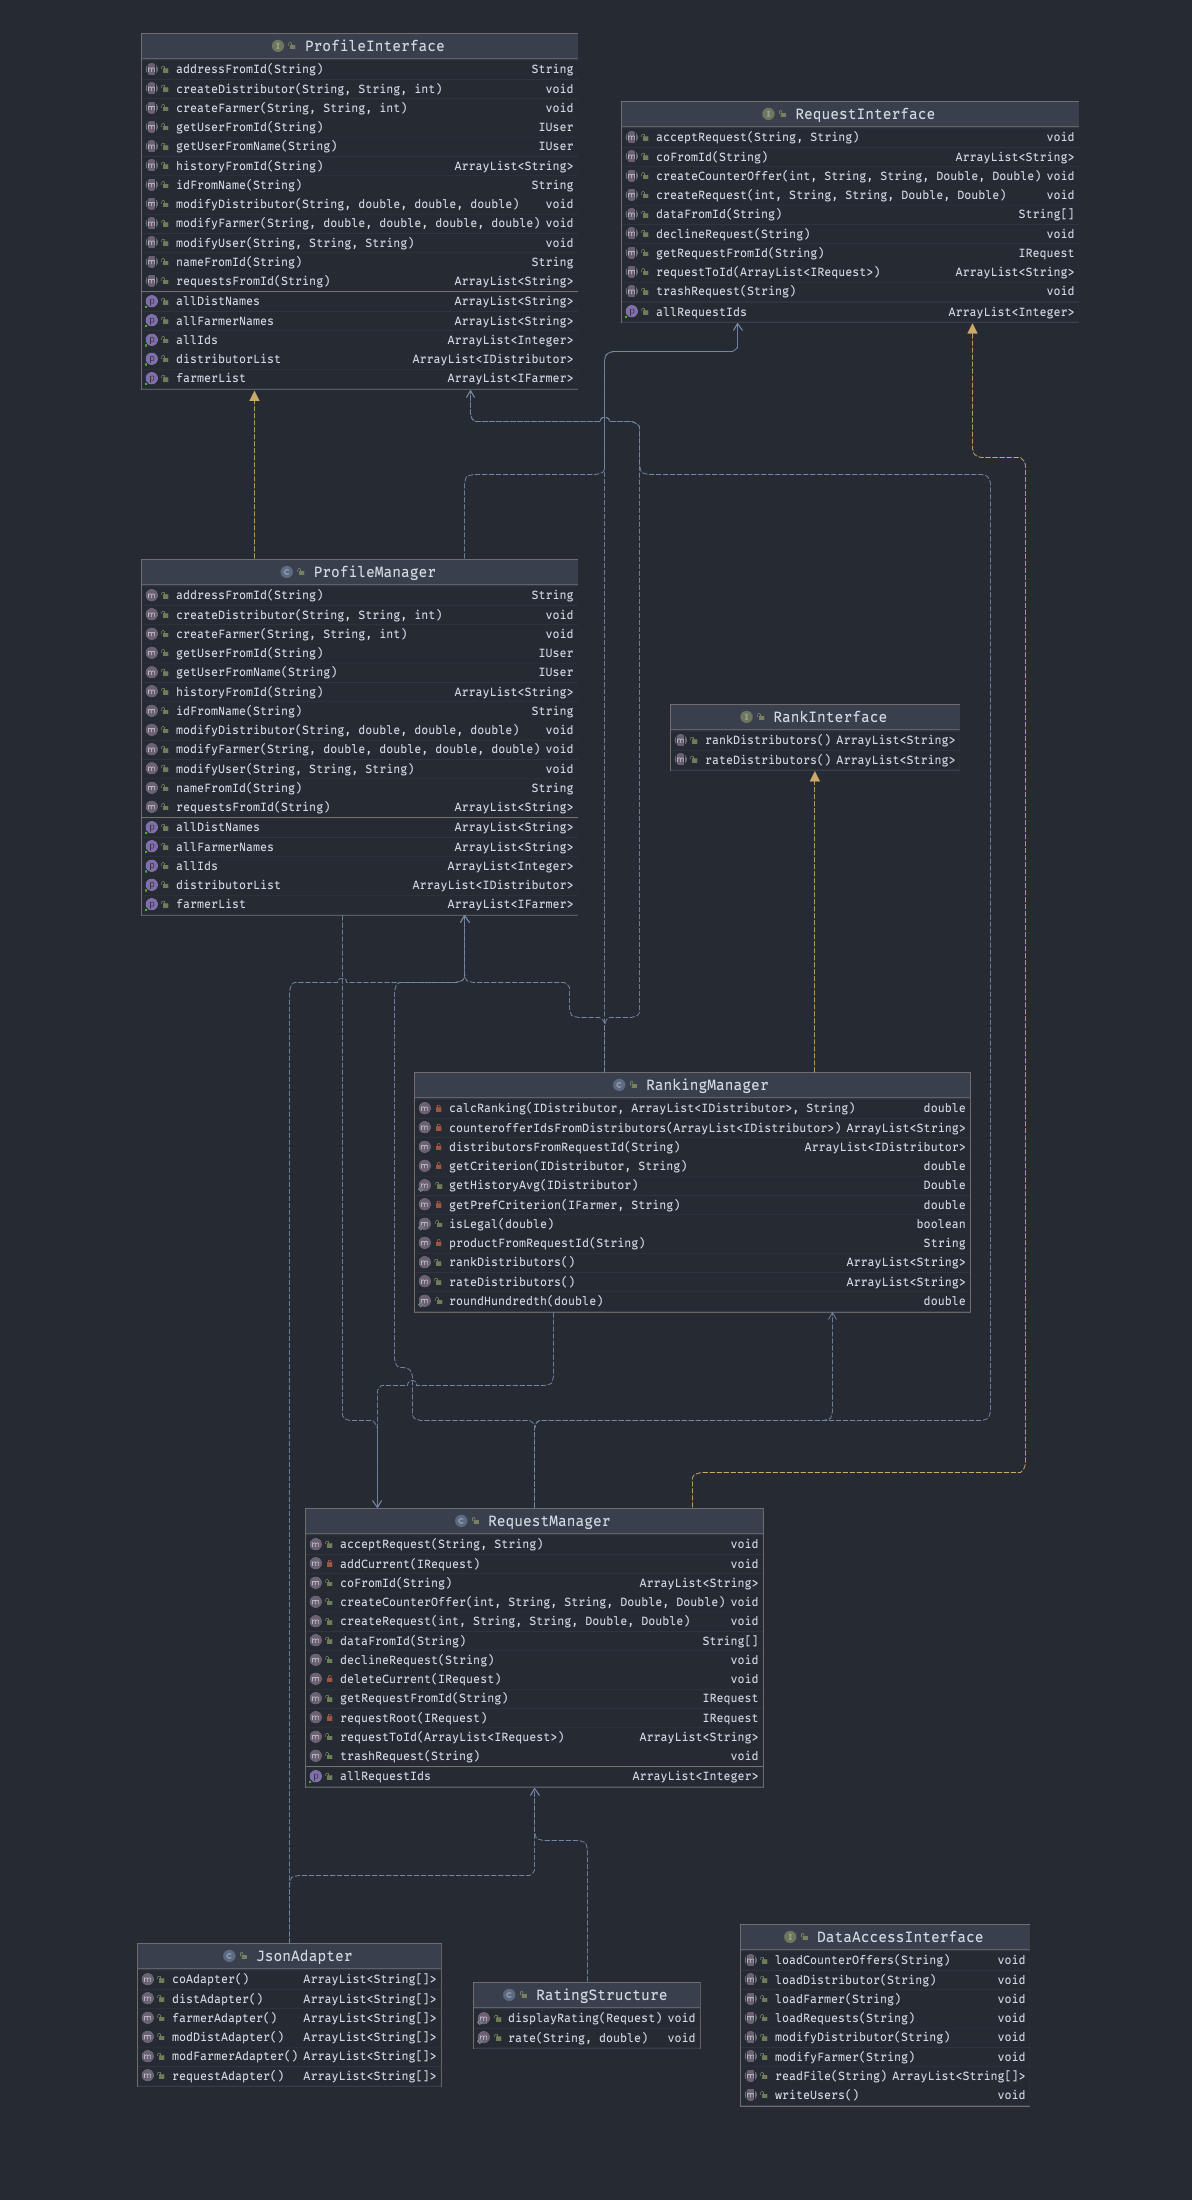 ProfileInterface
addressFromId(String) String
createDistributor(String, String, int) void
createFarmer(String, String, int) void
getUserFromId(String) IUser
getUserFromName(String) IUser
historyFromId(String) ArrayList<String>
idFromName(String) String
modifyDistributor(String, double, double, double) void
modifyFarmer(String, double, double, double, double) void
modifyUser(String, String, String) void
nameFromId(String) String
requestsFromId(String) ArrayList<String>
allDistNames ArrayList<String>
allFarmerNames ArrayList<String>
allIds ArrayList<Integer>
distributorList ArrayList<IDistributor>
farmerList ArrayList<IFarmer>
RequestInterface
acceptRequest(String, String) void
coFromId(String) ArrayList<String>
createCounterOffer(int, String, String, Double, Double) void
createRequest(int, String, String, Double, Double) void
dataFromId(String) String[]
declineRequest(String) void
getRequestFromId(String) IRequest
requestToId(ArrayList<IRequest>) ArrayList<String>
trashRequest(String) void
allRequestIds ArrayList<Integer>
ProfileManager
addressFromId(String) String
createDistributor(String, String, int) void
createFarmer(String, String, int) void
getUserFromId(String) IUser
getUserFromName(String) IUser
historyFromId(String) ArrayList<String>
idFromName(String) String
modifyDistributor(String, double, double, double) void
modifyFarmer(String, double, double, double, double) void
modifyUser(String, String, String) void
nameFromId(String) String
requestsFromId(String) ArrayList<String>
allDistNames ArrayList<String>
allFarmerNames ArrayList<String>
allIds ArrayList<Integer>
distributorList ArrayList<IDistributor>
farmerList ArrayList<IFarmer>
RankInterface
rankDistributors() ArrayList<String>
rateDistributors() ArrayList<String>
RankingManager
calcRanking(IDistributor, ArrayList<IDistributor>, String) double
counterofferIdsFromDistributors(ArrayList<IDistributor>) ArrayList<String>
distributorsFromRequestId(String) ArrayList<IDistributor>
getCriterion(IDistributor, String) double
getHistoryAvg(IDistributor) Double
getPrefCriterion(IFarmer, String) double
isLegal(double) boolean
productFromRequestId(String) String
rankDistributors() ArrayList<String>
rateDistributors() ArrayList<String>
roundHundredth(double) double
RequestManager
acceptRequest(String, String) void
addCurrent(IRequest) void
coFromId(String) ArrayList<String>
createCounterOffer(int, String, String, Double, Double) void
createRequest(int, String, String, Double, Double) void
dataFromId(String) String[]
declineRequest(String) void
deleteCurrent(IRequest) void
getRequestFromId(String) IRequest
requestRoot(IRequest) IRequest
requestToId(ArrayList<IRequest>) ArrayList<String>
trashRequest(String) void
allRequestIds ArrayList<Integer>
JsonAdapter
coAdapter() ArrayList<String[]>
distAdapter() ArrayList<String[]>
farmerAdapter() ArrayList<String[]>
modDistAdapter() ArrayList<String[]>
modFarmerAdapter() ArrayList<String[]>
requestAdapter() ArrayList<String[]>
RatingStructure
displayRating(Request) void
rate(String, double) void
DataAccessInterface
loadCounterOffers(String) void
loadDistributor(String) void
loadFarmer(String) void
loadRequests(String) void
modifyDistributor(String) void
modifyFarmer(String) void
readFile(String) ArrayList<String[]>
writeUsers() void